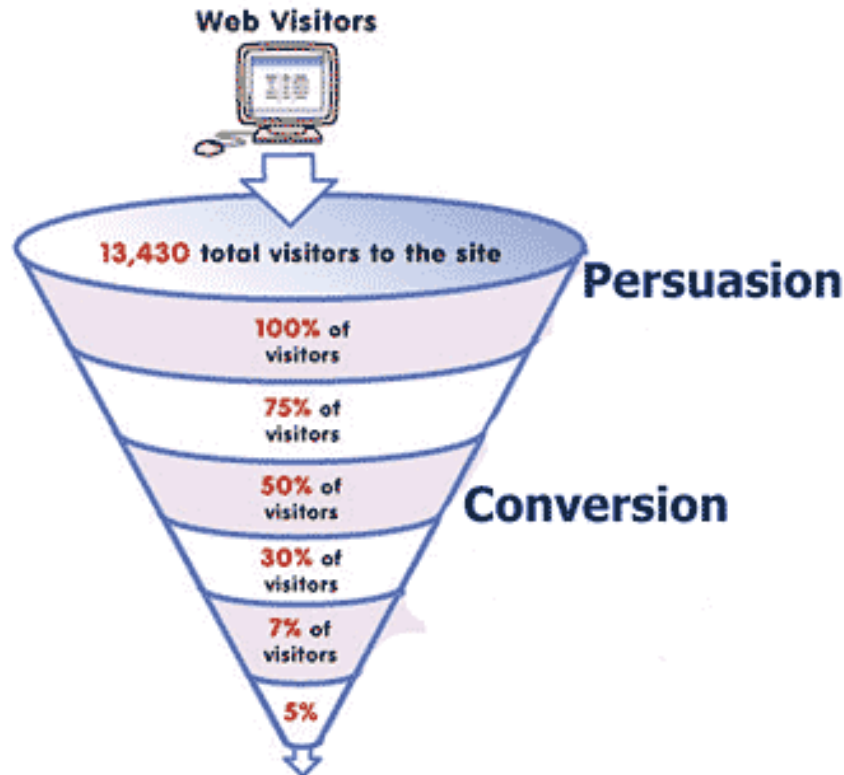 Web Visitors
13,430 total visitors to the site
Persuasion
100% of
visitors
75% of
visitors
50% of
visitors
Conversion
30% of
visitors
7% of
visitors
5%